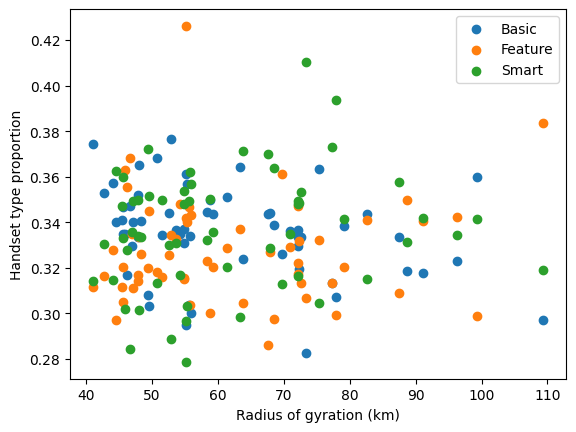 Basic
Feature
Smart
Handset type proportion
0.42
0.40
0.38
0.36
0.34
0.32
0.30
0.28
40 50 60 70 80 90 100 110
Radius of gyration (km)